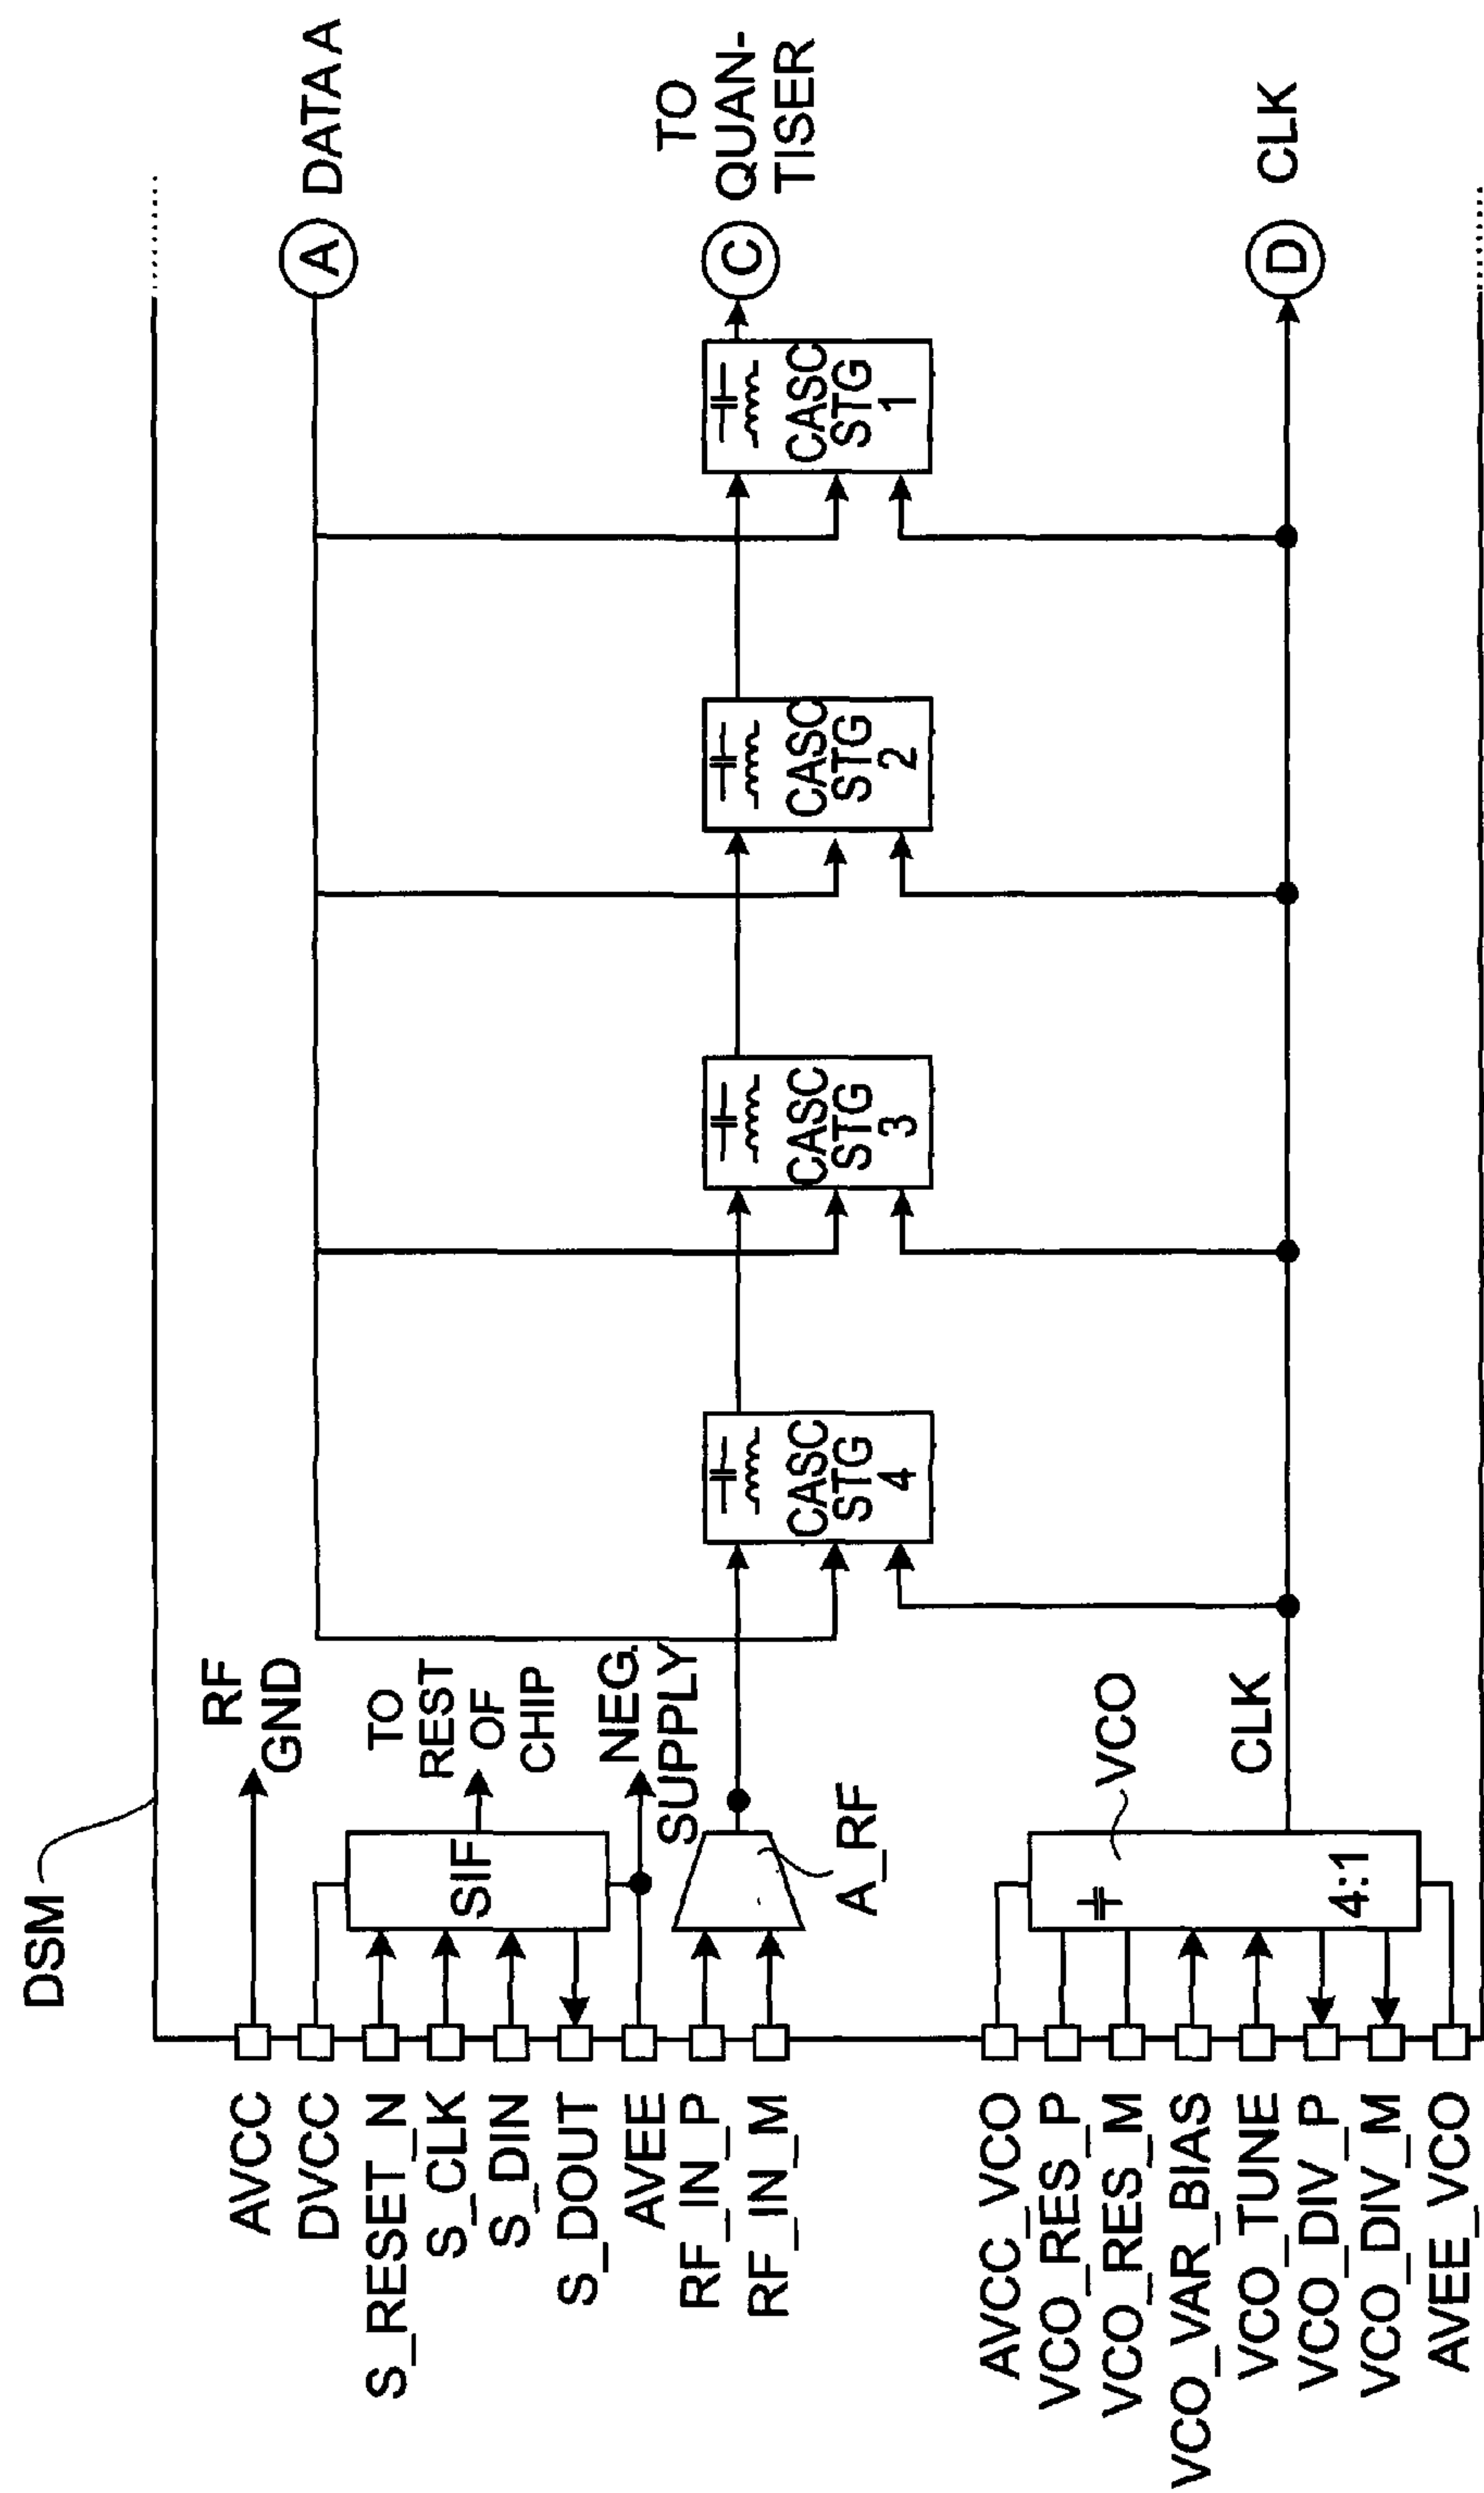 DSM
RF
GND
TO
REST
OF
CHIP
NEG.
SUPPLY
SIF
A_RF
VCO
4:1
CLK
CASC
STG
4
CASC
STG
3
CASC
STG
2
CASC
STG
1
A
DATAA
C
TO
QUAN-
TISER
D
CLK
AVCC
DVCC
S_RESET_N
S_CLK
S_DIN
S_DOUT
AVEE
RF_IN_P
RF_IN_M
AVCC_VCO
VCO_RES_P
VCO_RES_M
VCO_VAR_BIAS
VCO_TUNE
VCO_DIV_P
VCO_DIV_M
AVEE_VCO